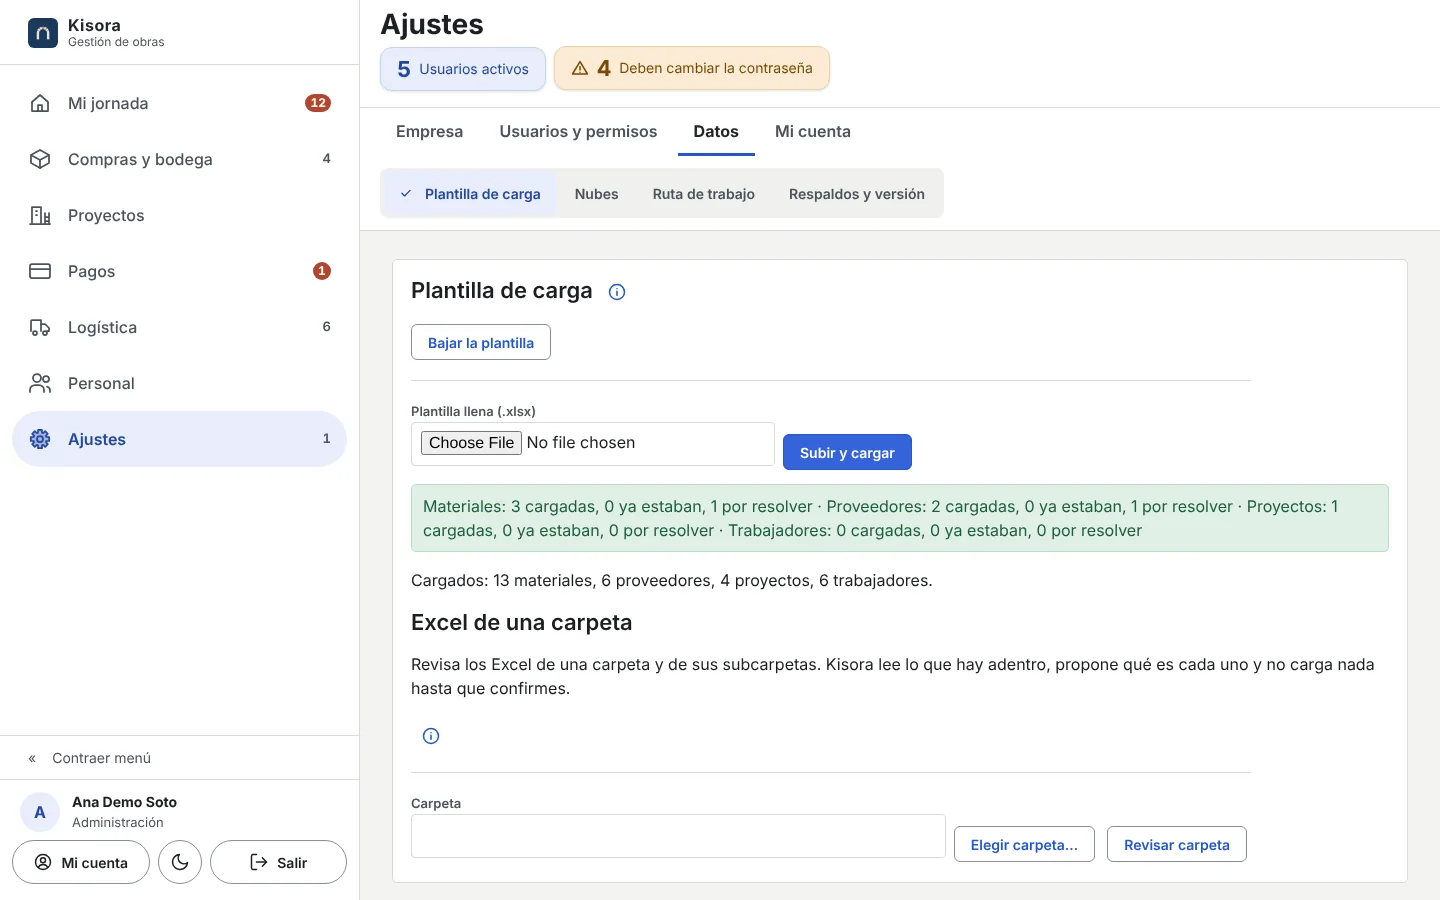 Kisora
Gestión de obras
Mi jornada
12
Compras y bodega
4
Proyectos
Pagos
1
Logística
6
Personal
Ajustes
1
« Contraer menú
A
Ana Demo Soto
Administración
Mi cuenta
Salir
Ajustes
5 Usuarios activos
4 Deben cambiar la contraseña
Empresa
Usuarios y permisos
Datos
Mi cuenta
Plantilla de carga
Nubes
Ruta de trabajo
Respaldos y versión
Plantilla de carga
Bajar la plantilla
Plantilla llena (.xlsx)
Choose File No file chosen
Subir y cargar
Materiales: 3 cargadas, 0 ya estaban, 1 por resolver · Proveedores: 2 cargadas, 0 ya estaban, 1 por resolver · Proyectos: 1
cargadas, 0 ya estaban, 0 por resolver · Trabajadores: 0 cargadas, 0 ya estaban, 0 por resolver
Cargados: 13 materiales, 6 proveedores, 4 proyectos, 6 trabajadores.
Excel de una carpeta
Revisa los Excel de una carpeta y de sus subcarpetas. Kisora lee lo que hay adentro, propone qué es cada uno y no carga nada
hasta que confirmes.
Carpeta
Elegir carpeta...
Revisar carpeta